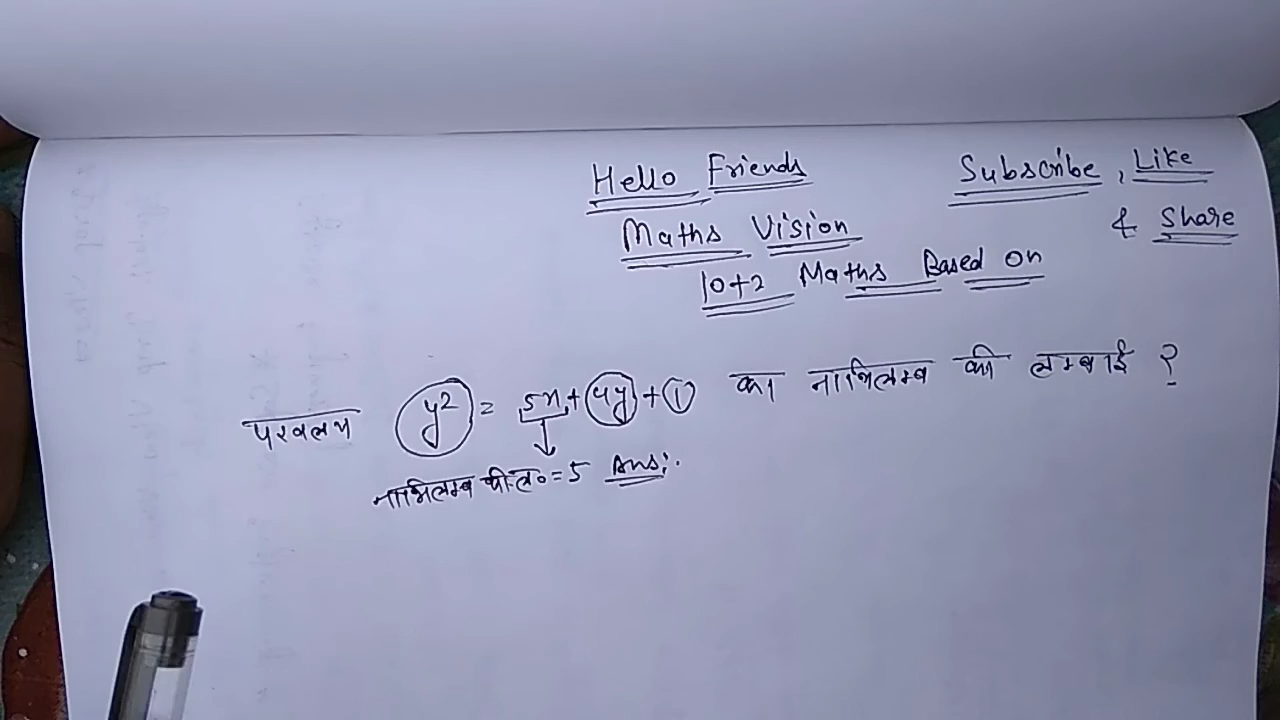 Hello Friends
Subscribe, Like
& Share
Maths Vision
10+2 Maths Based on
परवलय y² = 5x + 4y + 1 का नाभिलम्ब की लम्बाई ?
नाभिलम्ब की ल० = 5 Ans:.